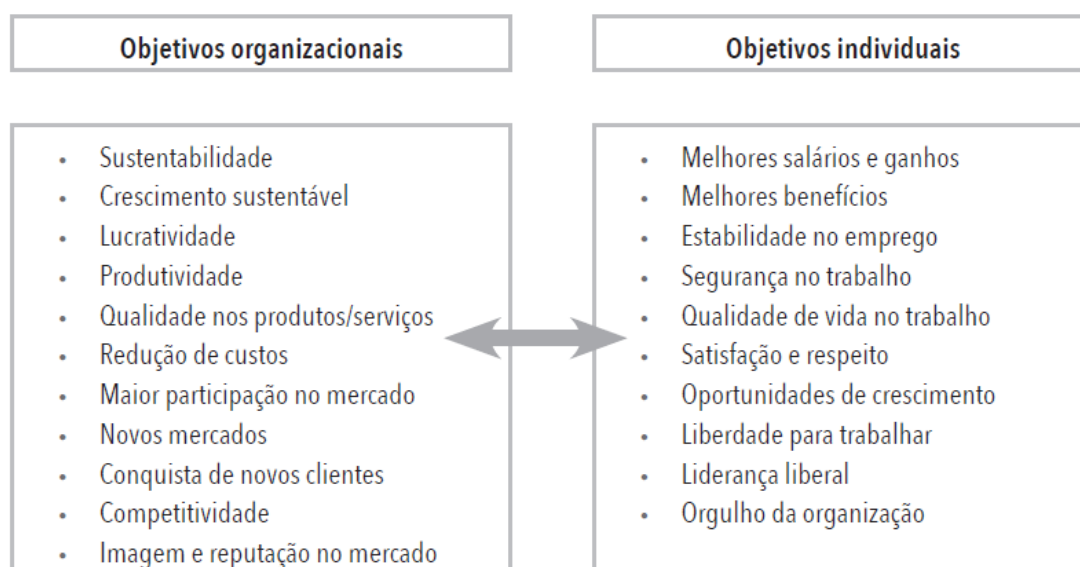 Objetivos organizacionais
Objetivos individuais
• Sustentabilidade
• Crescimento sustentável
• Lucratividade
• Produtividade
• Qualidade nos produtos/serviços
• Redução de custos
• Maior participação no mercado
• Novos mercados
• Conquista de novos clientes
• Competitividade
• Imagem e reputação no mercado
• Melhores salários e ganhos
• Melhores benefícios
• Estabilidade no emprego
• Segurança no trabalho
• Qualidade de vida no trabalho
• Satisfação e respeito
• Oportunidades de crescimento
• Liberdade para trabalhar
• Liderança liberal
• Orgulho da organização